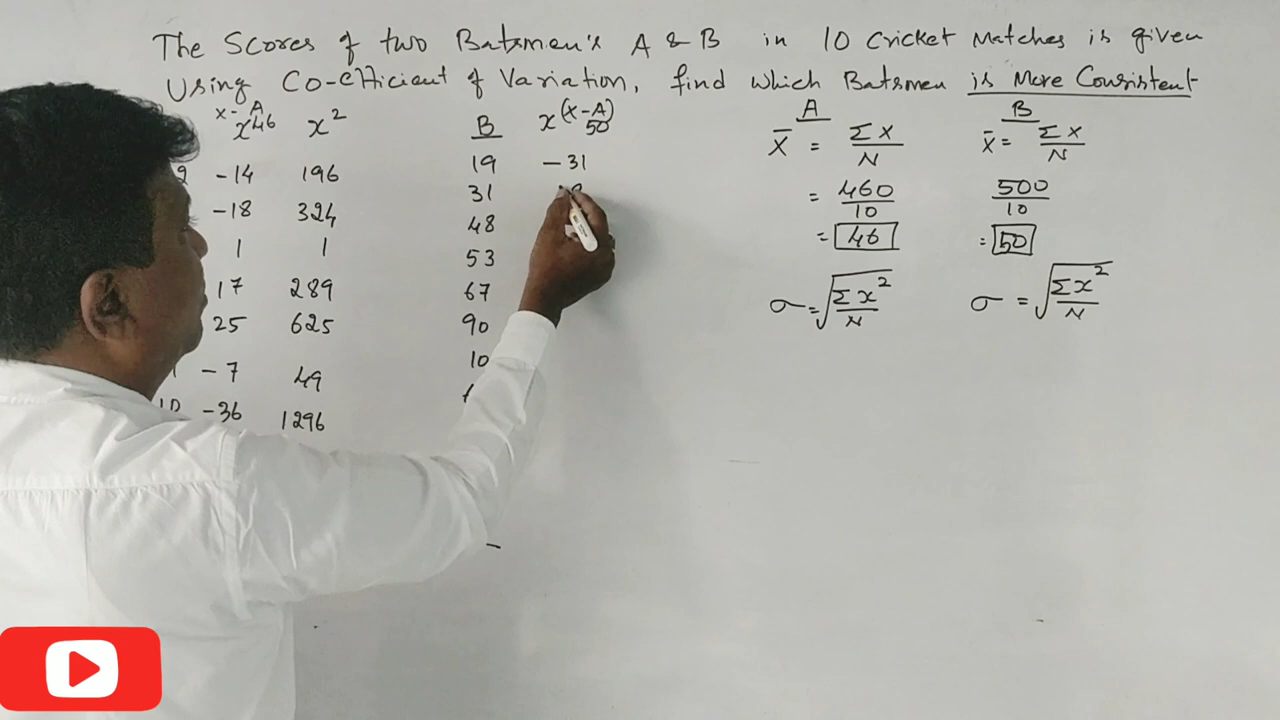 The Scores of two Batsmen's A & B in 10 Cricket Matches is given
Using Co-efficient of Variation, find which Batsmen is More Consistent
x - A
x 46 x²
B x (X-A) 50
A B
-14 196 19 -31
-18 324 31
1 1 48
17 289 53
25 625 67
-7 49 90
-36 1296 10
X̄ = ΣX/N X̄ = ΣX/N
= 460/10 500/10
= 46 = 50
σ = √Σx²/N σ = √Σx²/N